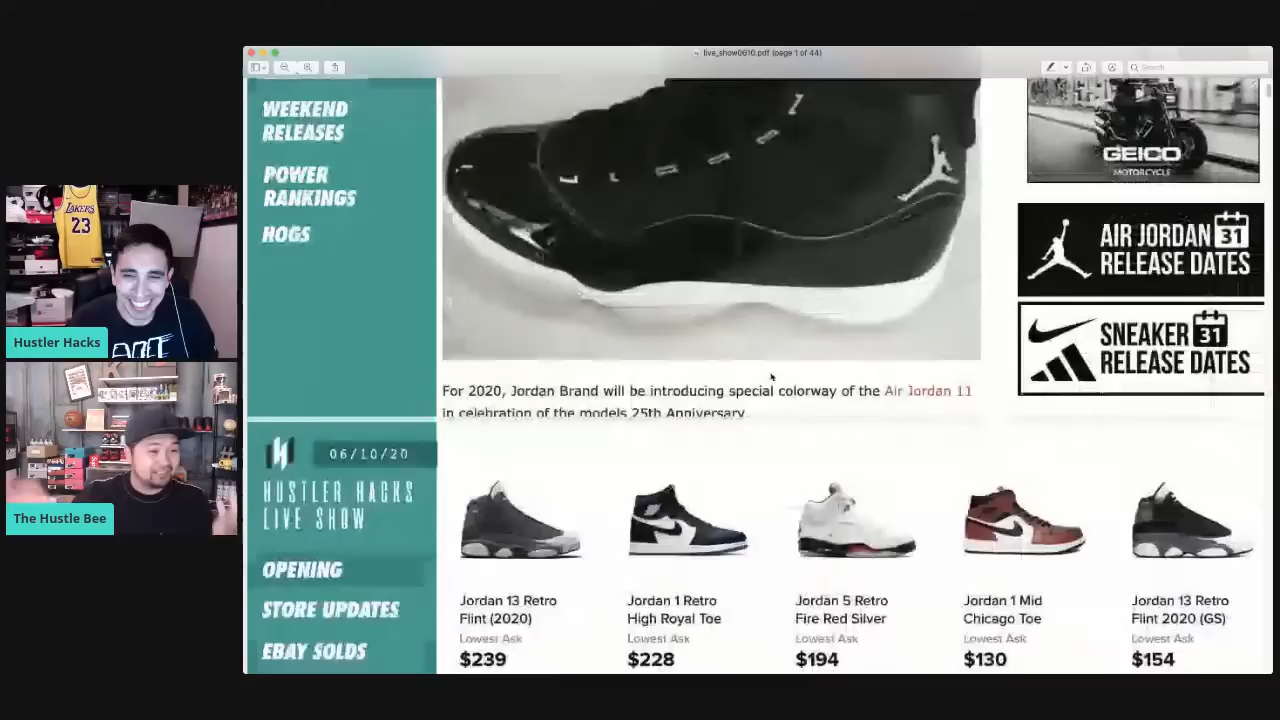 live_show0610.pdf (page 1 of 44)
Search
WEEKEND
RELEASES
POWER
RANKINGS
HOGS
GEICO
MOTORCYCLE
AIR JORDAN 31
RELEASE DATES
SNEAKER 31
RELEASE DATES
For 2020, Jordan Brand will be introducing special colorway of the Air Jordan 11
in celebration of the models 25th Anniversary.
LAKERS
23
Hustler Hacks
The Hustle Bee
06/10/20
HUSTLER HACKS
LIVE SHOW
OPENING
STORE UPDATES
EBAY SOLDS
Jordan 13 Retro
Flint (2020)
Lowest Ask
$239
Jordan 1 Retro
High Royal Toe
Lowest Ask
$228
Jordan 5 Retro
Fire Red Silver
Lowest Ask
$194
Jordan 1 Mid
Chicago Toe
Lowest Ask
$130
Jordan 13 Retro
Flint 2020 (GS)
Lowest Ask
$154